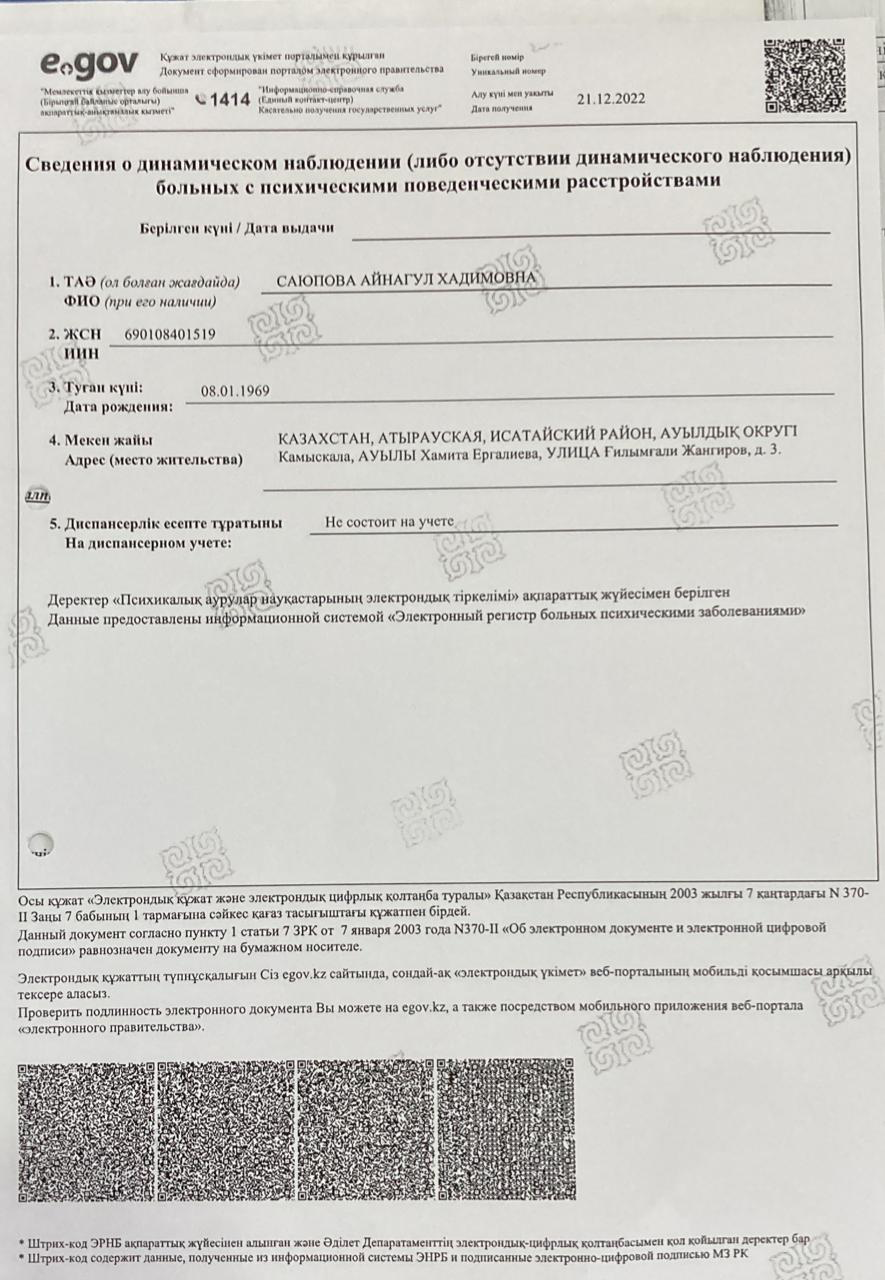 e.gov
Құжат электрондық үкімет порталымен құрылған
Документ сформирован порталом электронного правительства
Бірегей нөмір
Уникальный номер
"Мемлекеттік қызметтер алу бойынша
(Бірыңғай байланыс орталығы)
ақпараттық-анықтамалық қызметі"
1414
"Информационно-справочная служба
(Единый контакт-центр)
Касательно получения государственных услуг"
Алу күні мен уақыты
Дата получения
21.12.2022
Сведения о динамическом наблюдении (либо отсутствии динамического наблюдения)
больных с психическими поведенческими расстройствами
Берілген күні / Дата выдачи
1. ТАӘ (ол болған жағдайда) САЮПОВА АЙНАГУЛ ХАДИМОВНА
ФИО (при его наличии)
2. ЖСН 690108401519
ИИН
3. Туған күні: 08.01.1969
Дата рождения:
4. Мекен жайы КАЗАХСТАН, АТЫРАУСКАЯ, ИСАТАЙСКИЙ РАЙОН, АУЫЛДЫҚ ОКРУГІ
Адрес (место жительства) Камыскала, АУЫЛЫ Хамита Ергалиева, УЛИЦА Ғилымғали Жангиров, д. 3.
5. Диспансерлік есепте тұратыны Не состоит на учете
На диспансерном учете:
Деректер «Психикалық аурулар науқастарының электрондық тіркелімі» ақпараттық жүйесімен берілген
Данные предоставлены информационной системой «Электронный регистр больных психическими заболеваниями»
Осы құжат «Электрондық құжат және электрондық цифрлық қолтаңба туралы» Қазақстан Республикасының 2003 жылғы 7 қаңтардағы N 370-
II Заңы 7 бабының 1 тармағына сәйкес қағаз тасығыштағы құжатпен бірдей.
Данный документ согласно пункту 1 статьи 7 ЗРК от 7 января 2003 года N370-II «Об электронном документе и электронной цифровой
подписи» равнозначен документу на бумажном носителе.
Электрондық құжаттың түпнұсқалығын Сіз egov.kz сайтында, сондай-ақ «электрондық үкімет» веб-порталының мобильді қосымшасы арқылы
тексере аласыз.
Проверить подлинность электронного документа Вы можете на egov.kz, а также посредством мобильного приложения веб-портала
«электронного правительства».
* Штрих-код ЭРНБ ақпараттық жүйесінен алынған және Әділет Департаментінің электрондық-цифрлық қолтаңбасымен қол қойылған деректер бар
* Штрих-код содержит данные, полученные из информационной системы ЭНРБ и подписанные электронно-цифровой подписью МЗ РК